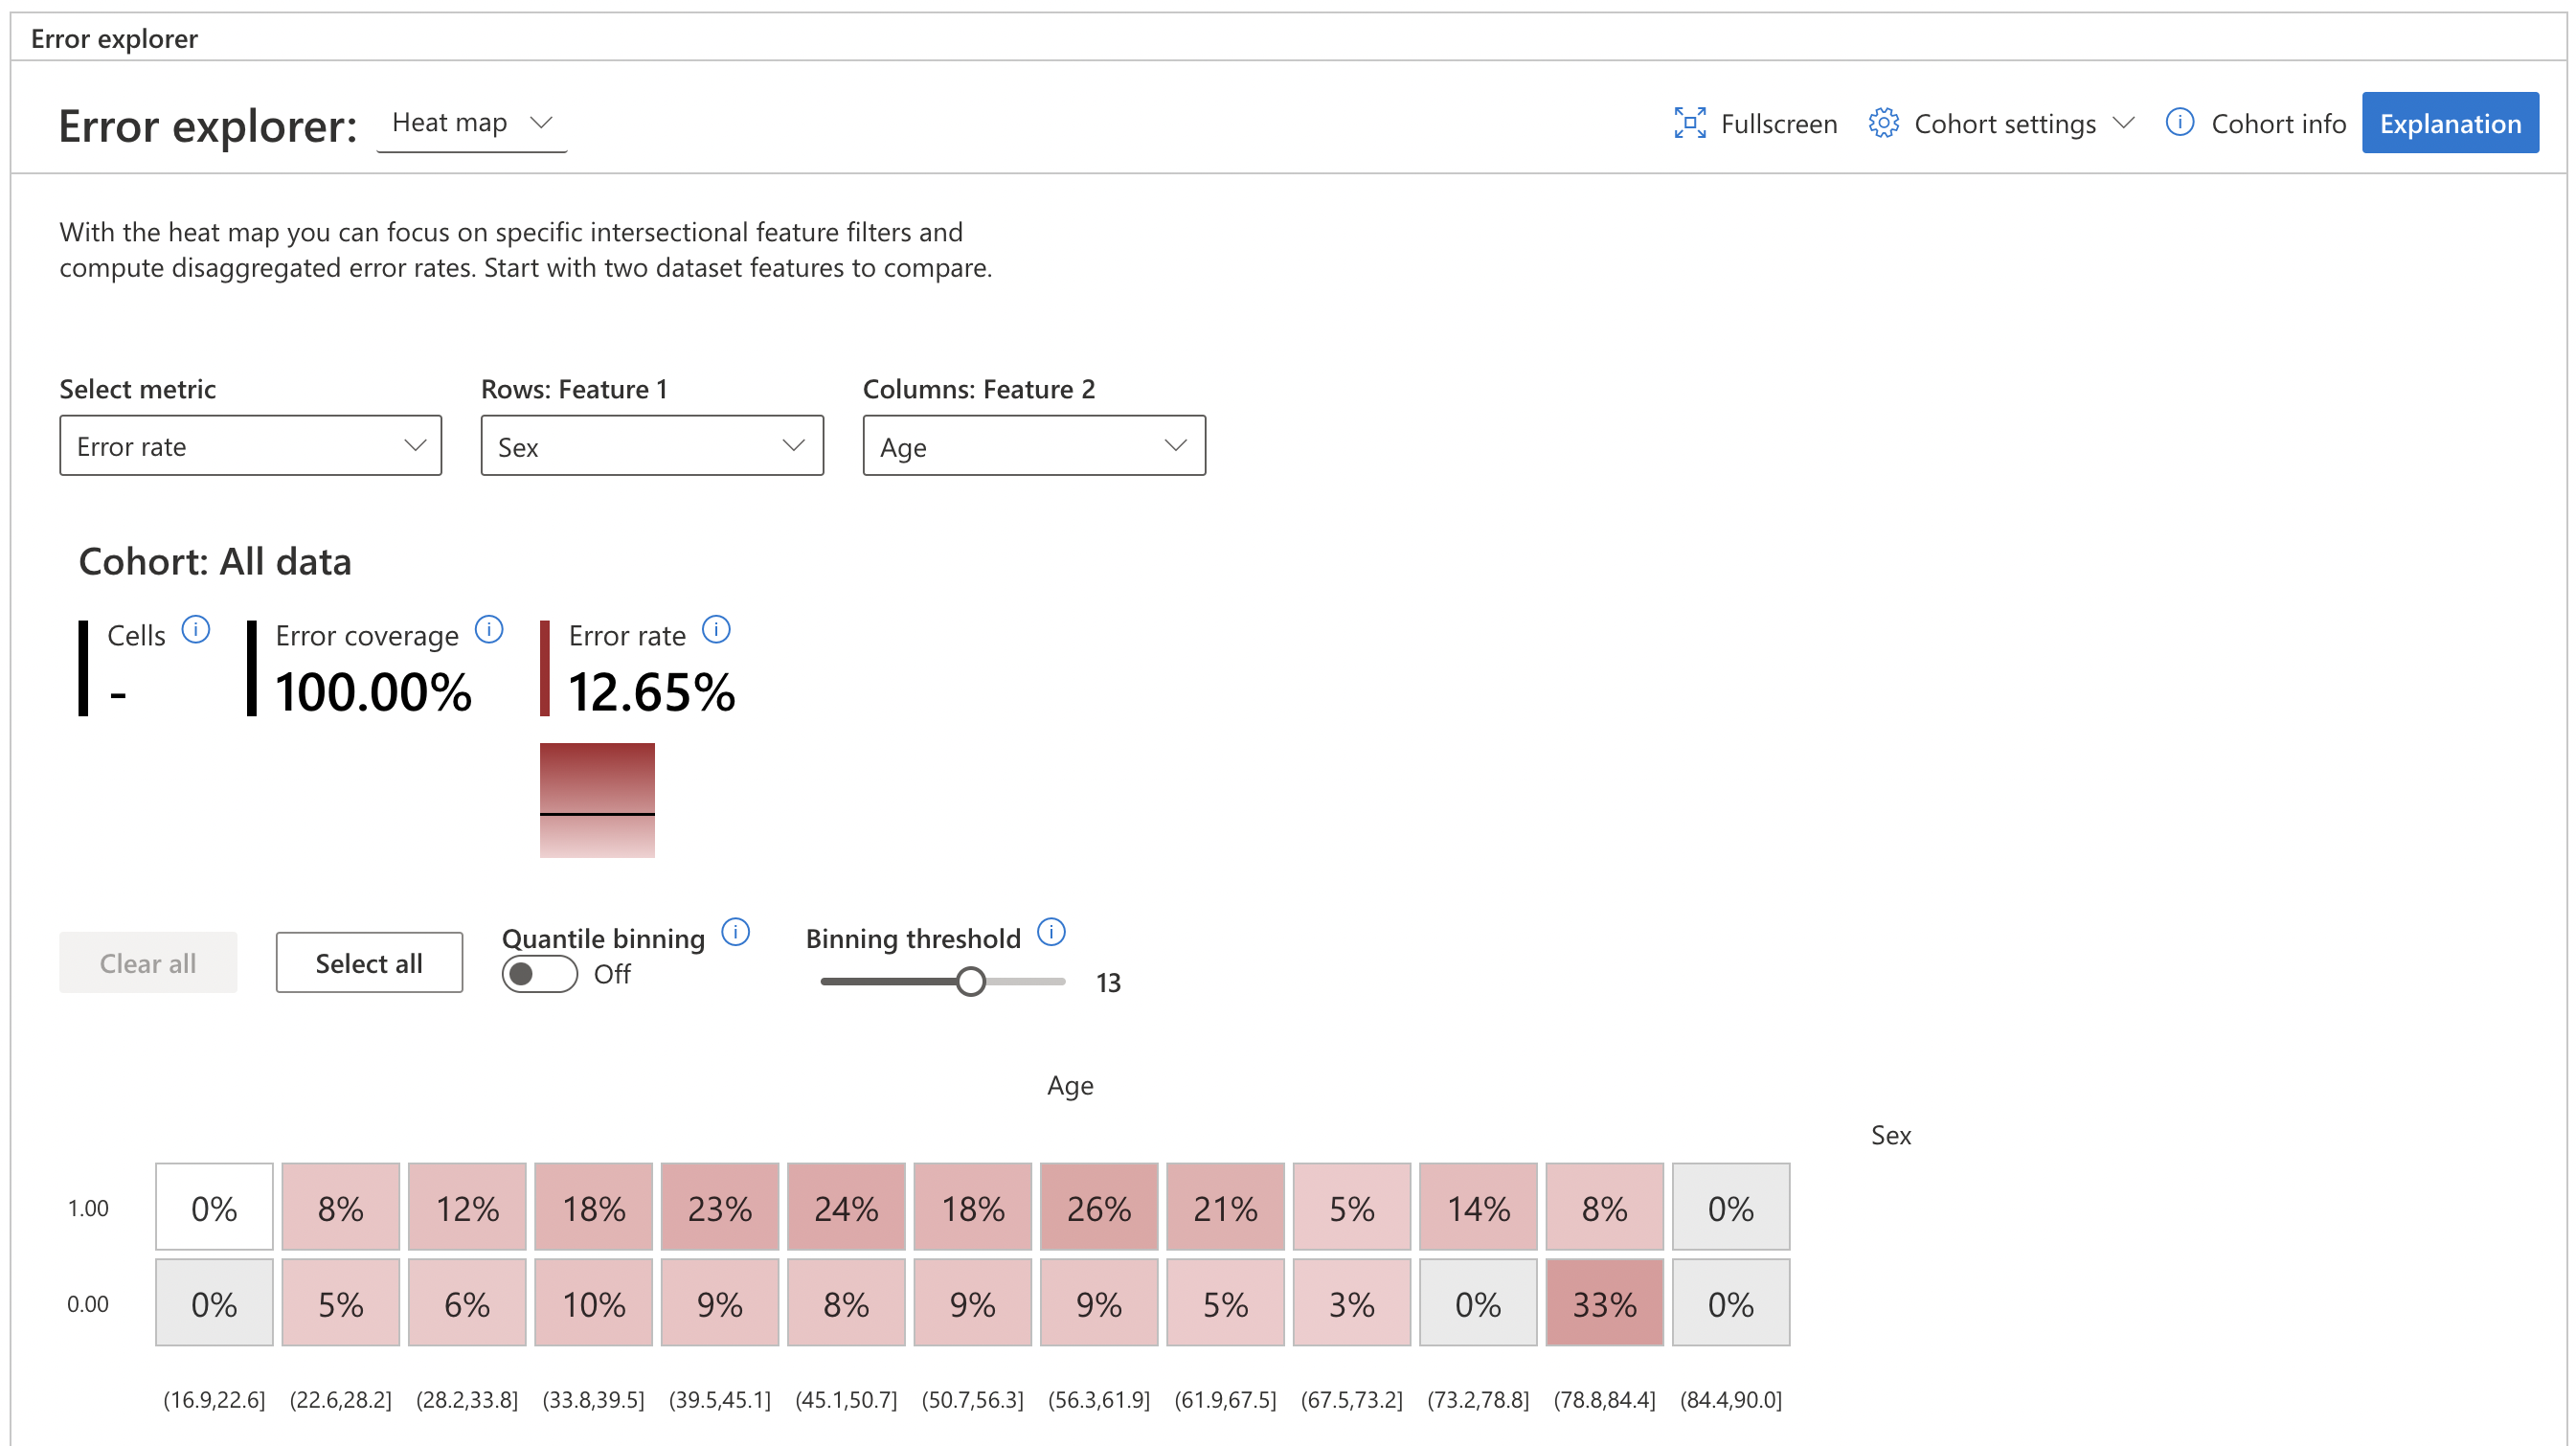 Error explorer
Error explorer: Heat map Fullscreen Cohort settings Cohort info Explanation
With the heat map you can focus on specific intersectional feature filters and
compute disaggregated error rates. Start with two dataset features to compare.
Select metric Rows: Feature 1 Columns: Feature 2
Error rate Sex Age
Cohort: All data
Cells Error coverage Error rate
- 100.00% 12.65%
Quantile binning Binning threshold
Clear all Select all Off 13
Age
Sex
1.00 0% 8% 12% 18% 23% 24% 18% 26% 21% 5% 14% 8% 0%
0.00 0% 5% 6% 10% 9% 8% 9% 9% 5% 3% 0% 33% 0%
(16.9,22.6] (22.6,28.2] (28.2,33.8] (33.8,39.5] (39.5,45.1] (45.1,50.7] (50.7,56.3] (56.3,61.9] (61.9,67.5] (67.5,73.2] (73.2,78.8] (78.8,84.4] (84.4,90.0]